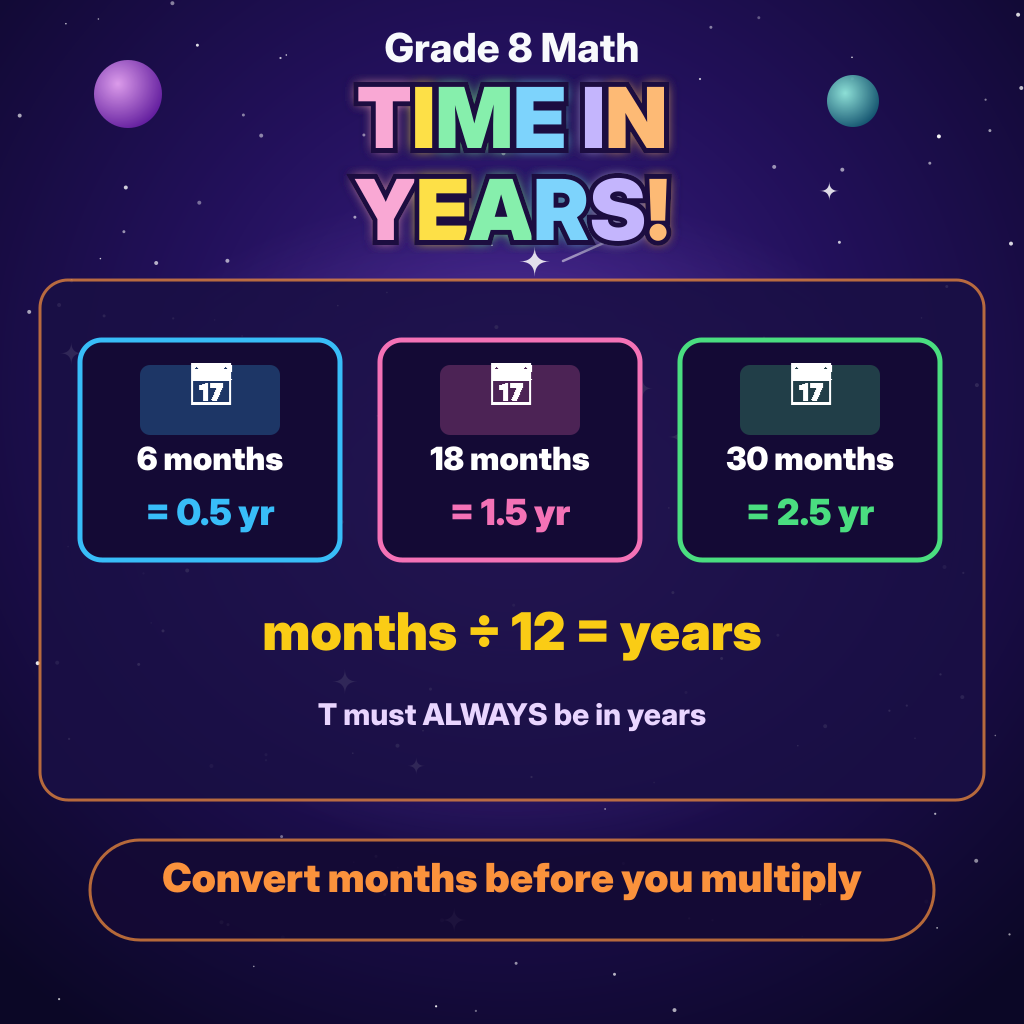 Grade 8 Math
TIME IN
YEARS!
17
6 months
= 0.5 yr
17
18 months
= 1.5 yr
17
30 months
= 2.5 yr
months ÷ 12 = years
T must ALWAYS be in years
Convert months before you multiply